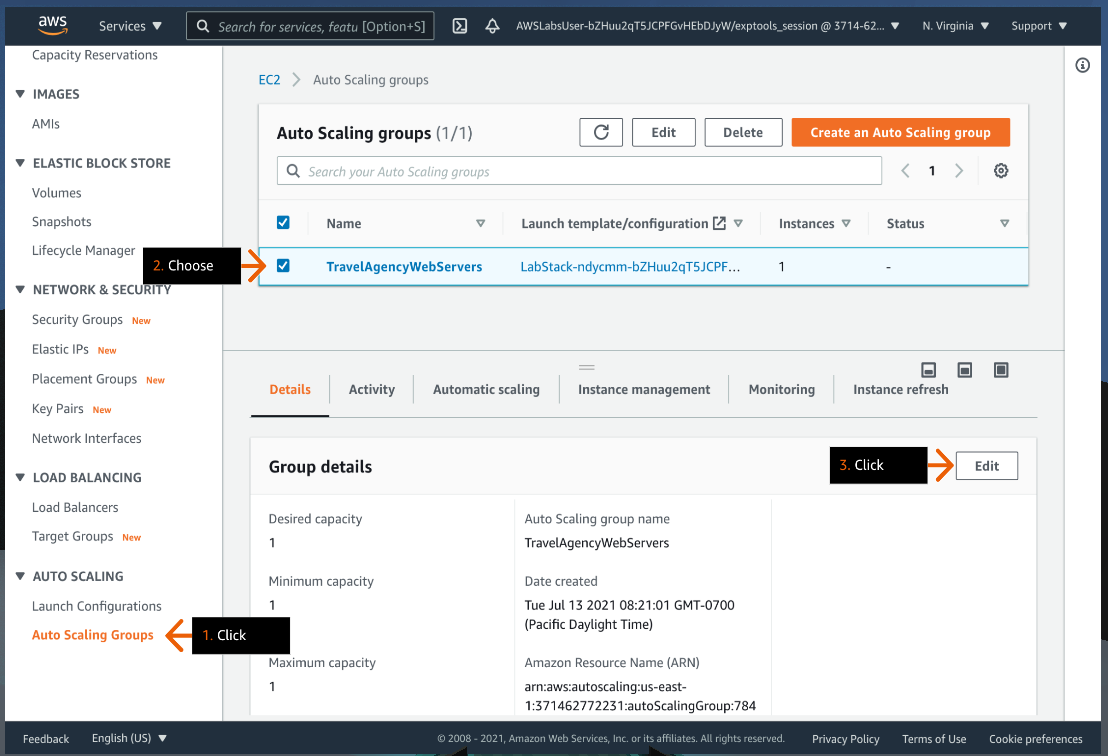 aws Services Search for services, featu [Option+S] AWSLabsUser-bZHuu2qT5JCPFGvHEbDJyW/exptools_session @ 3714-62... N. Virginia Support
Capacity Reservations
IMAGES
AMIs
ELASTIC BLOCK STORE
Volumes
Snapshots
Lifecycle Manager
NETWORK & SECURITY
Security Groups New
Elastic IPs New
Placement Groups New
Key Pairs New
Network Interfaces
LOAD BALANCING
Load Balancers
Target Groups New
AUTO SCALING
Launch Configurations
Auto Scaling Groups
1. Click
EC2 Auto Scaling groups
Auto Scaling groups (1/1) Edit Delete Create an Auto Scaling group
Search your Auto Scaling groups 1
Name Launch template/configuration Instances Status
2. Choose
TravelAgencyWebServers LabStack-ndycmm-bZHuu2qT5JCPF... 1 -
Details Activity Automatic scaling Instance management Monitoring Instance refresh
Group details 3. Click Edit
Desired capacity
1
Minimum capacity
1
Maximum capacity
1
Auto Scaling group name
TravelAgencyWebServers
Date created
Tue Jul 13 2021 08:21:01 GMT-0700
(Pacific Daylight Time)
Amazon Resource Name (ARN)
arn:aws:autoscaling:us-east-
1:371462772231:autoScalingGroup:784
Feedback English (US) © 2008 - 2021, Amazon Web Services, Inc. or its affiliates. All rights reserved. Privacy Policy Terms of Use Cookie preferences